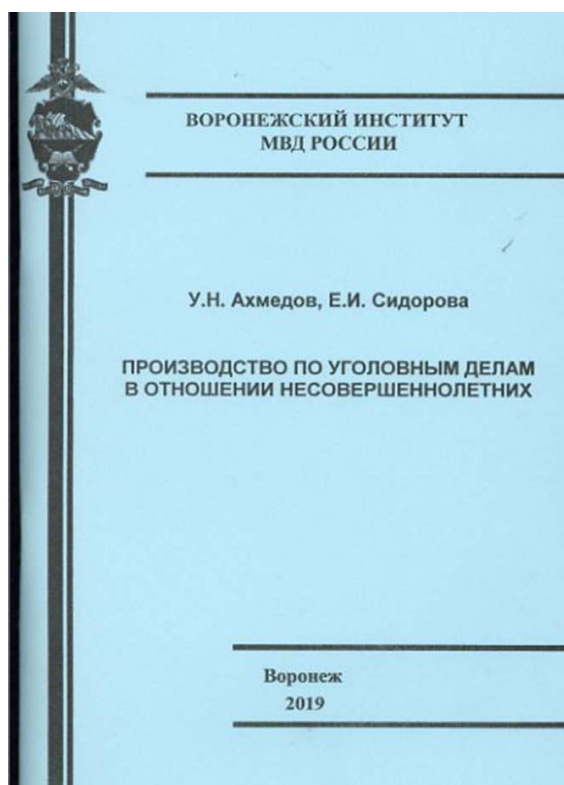 ВОРОНЕЖСКИЙ ИНСТИТУТ
МВД РОССИИ
У.Н. Ахмедов, Е.И. Сидорова
ПРОИЗВОДСТВО ПО УГОЛОВНЫМ ДЕЛАМ
В ОТНОШЕНИИ НЕСОВЕРШЕННОЛЕТНИХ
Воронеж
2019